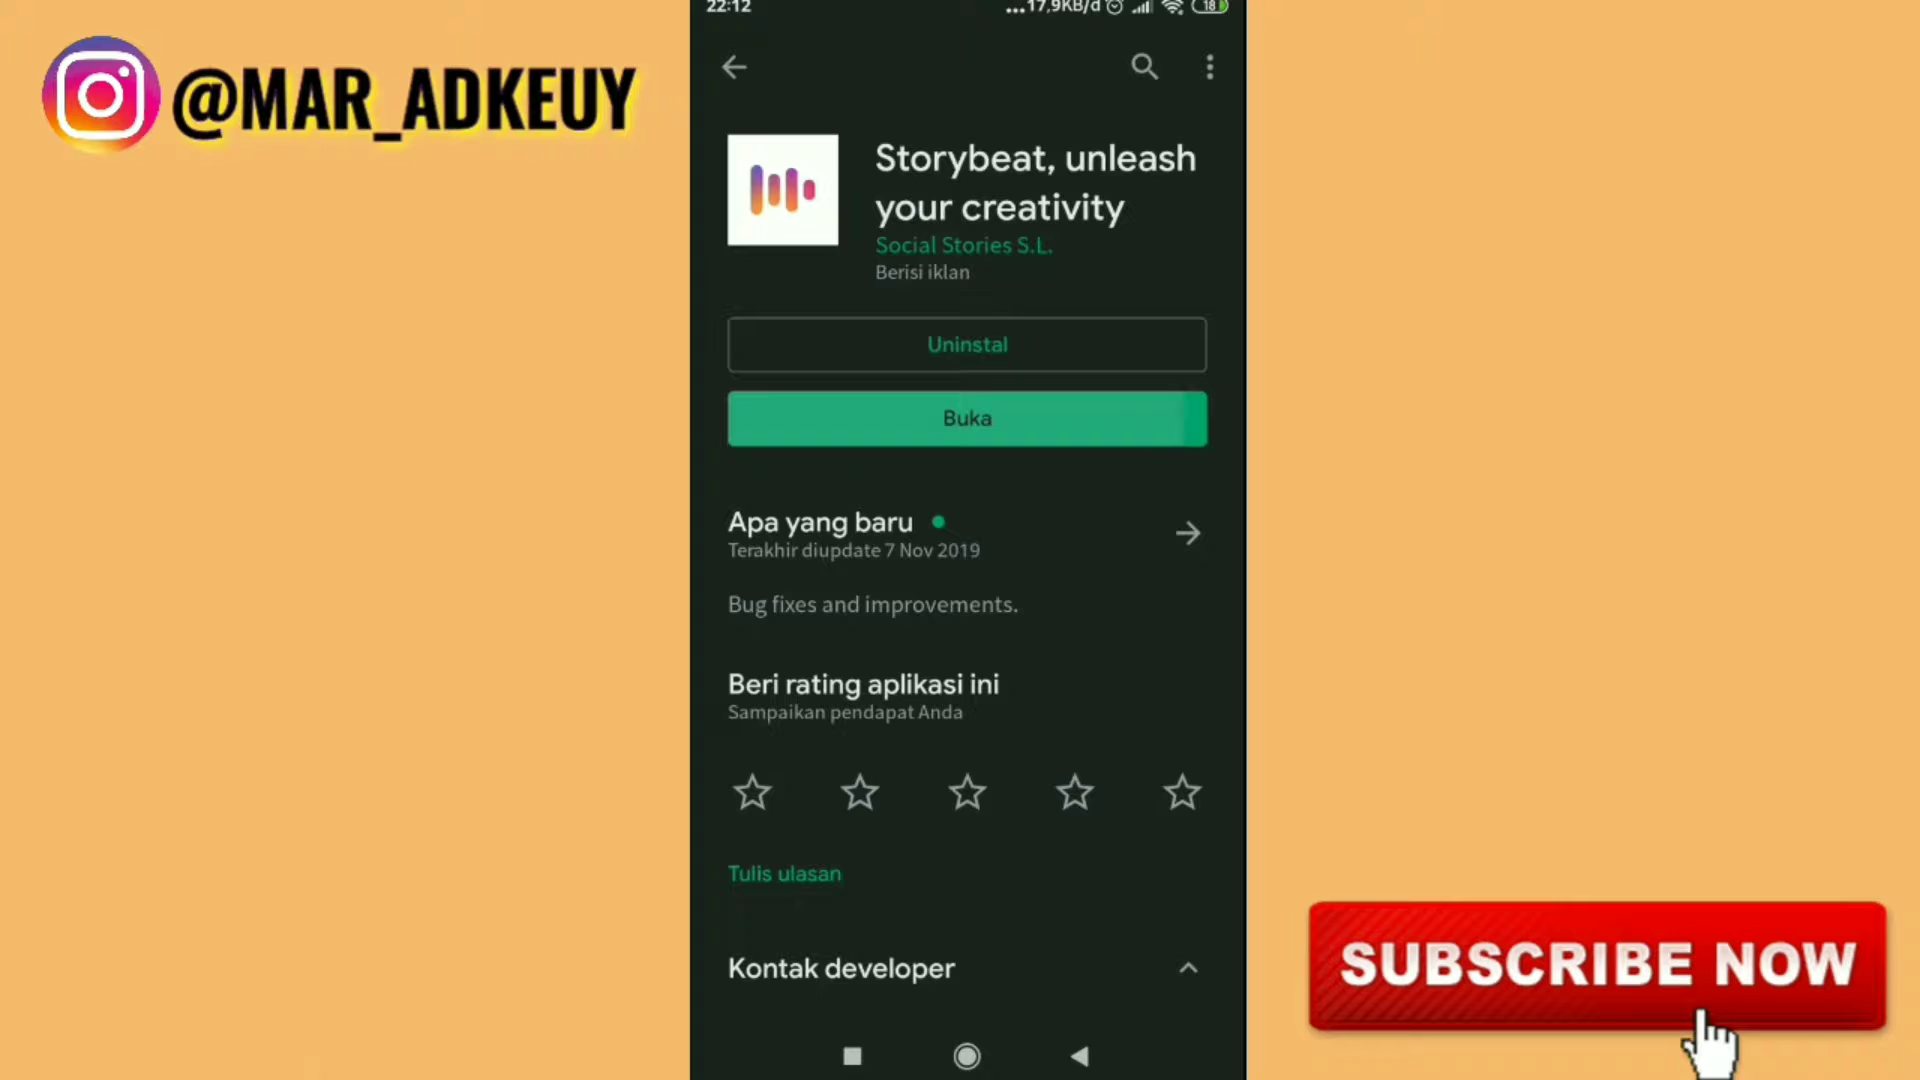 @MAR_ADKEUY
22:12
...17,9KB/d
18
Storybeat, unleash
your creativity
Social Stories S.L.
Berisi iklan
Uninstal
Buka
Apa yang baru
Terakhir diupdate 7 Nov 2019
Bug fixes and improvements.
Beri rating aplikasi ini
Sampaikan pendapat Anda
Tulis ulasan
Kontak developer
SUBSCRIBE NOW